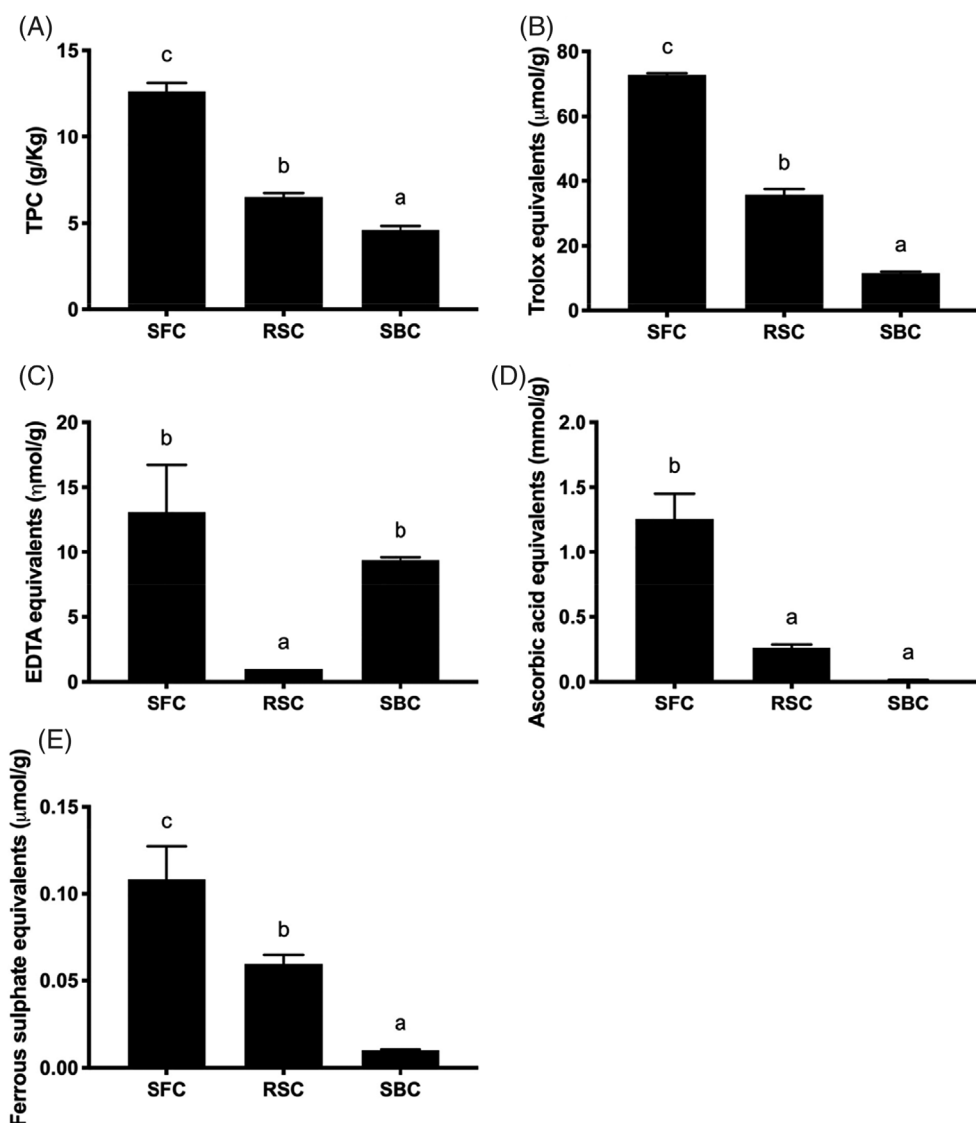 (A)
TPC (g/Kg)
15
10
5
0
c
b
a
SFC RSC SBC
(B)
Trolox equivalents (μmol/g)
80
60
40
20
0
c
b
a
SFC RSC SBC
(C)
EDTA equivalents (ηmol/g)
20
15
10
5
0
b
a
b
SFC RSC SBC
(D)
Ascorbic acid equivalents (mmol/g)
2.0
1.5
1.0
0.5
0.0
b
a
a
SFC RSC SBC
(E)
Ferrous sulphate equivalents (μmol/g)
0.15
0.10
0.05
0.00
c
b
a
SFC RSC SBC